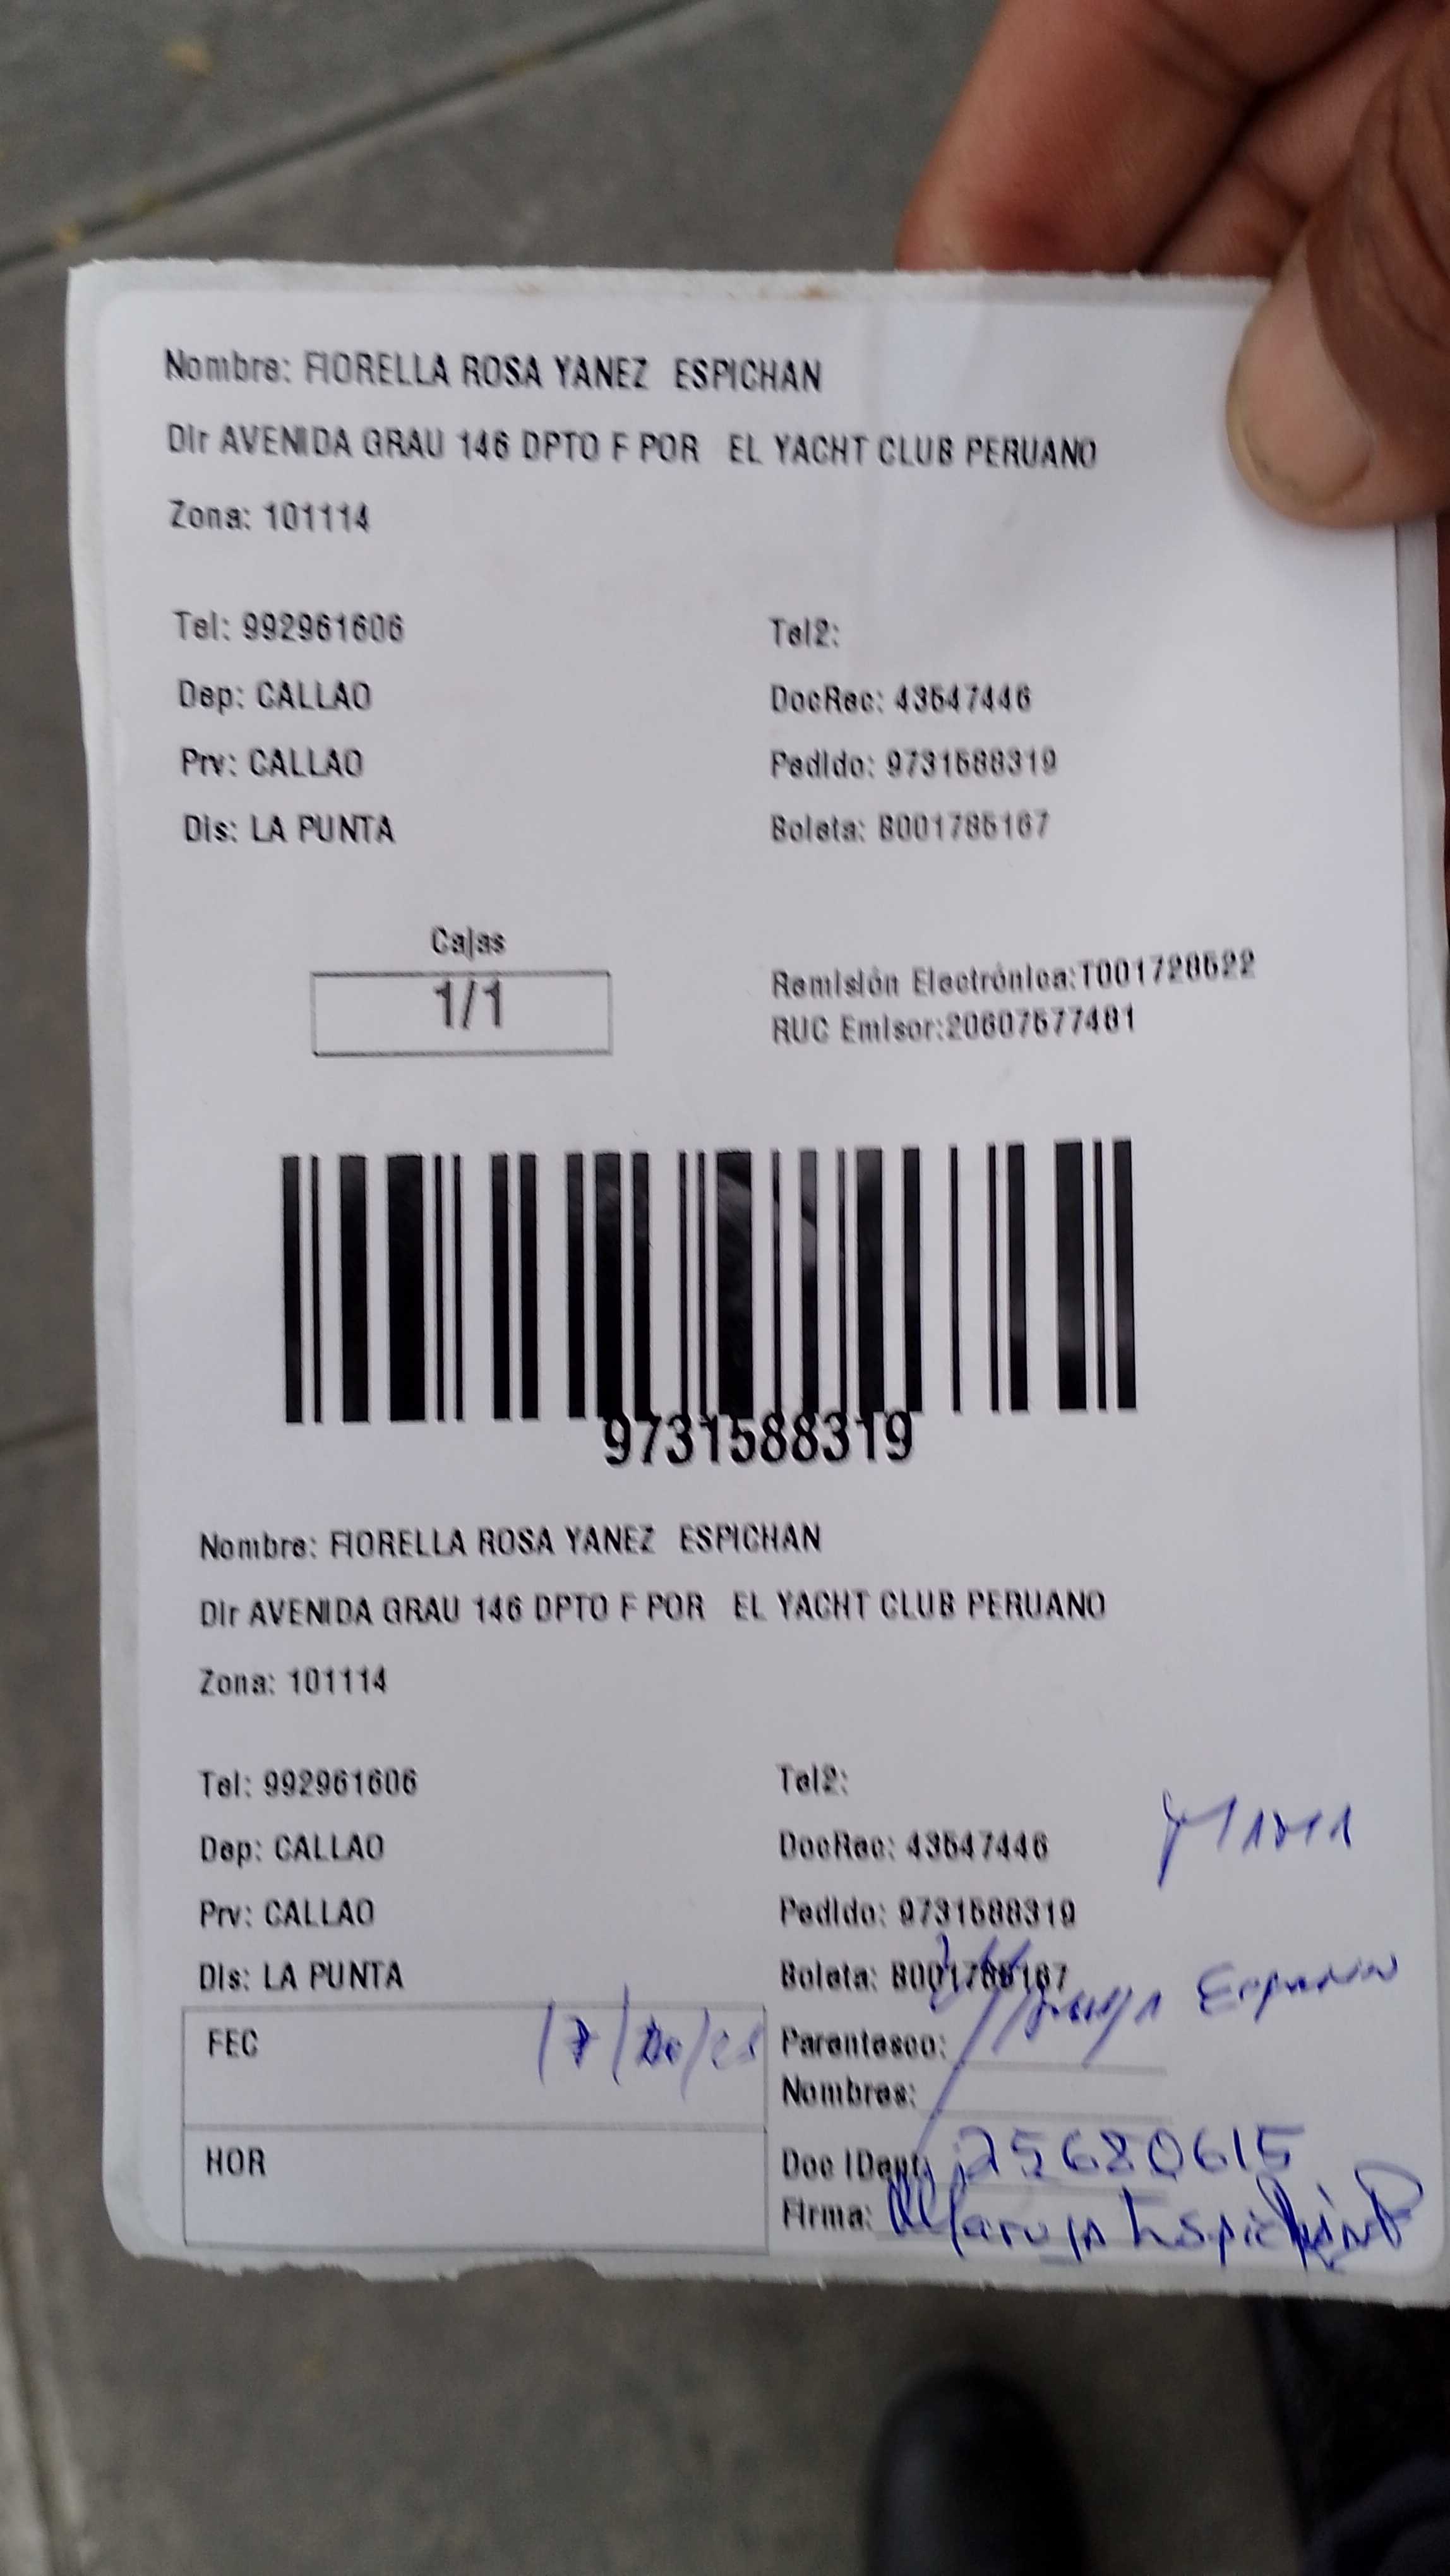 Nombre: FIORELLA ROSA YANEZ ESPICHAN
Dir AVENIDA GRAU 146 DPTO F POR EL YACHT CLUB PERUANO
Zona: 101114
Tel: 992961606 Tel2:
Dep: CALLAO DocRec: 43547446
Prv: CALLAO Pedido: 9731588319
Dis: LA PUNTA Boleta: B001785167
Cajas
1/1
Remisión Electrónica:T001728522
RUC Emisor:20607577481
9731588319
Nombre: FIORELLA ROSA YANEZ ESPICHAN
Dir AVENIDA GRAU 146 DPTO F POR EL YACHT CLUB PERUANO
Zona: 101114
Tel: 992961606 Tel2:
Dep: CALLAO DocRec: 43547446
Prv: CALLAO Pedido: 9731588319
Dis: LA PUNTA Boleta: B001785167
FEC
Parentesco:
Nombres:
HOR
Doc IDent: 25680615
Firma: Maruja Espichán